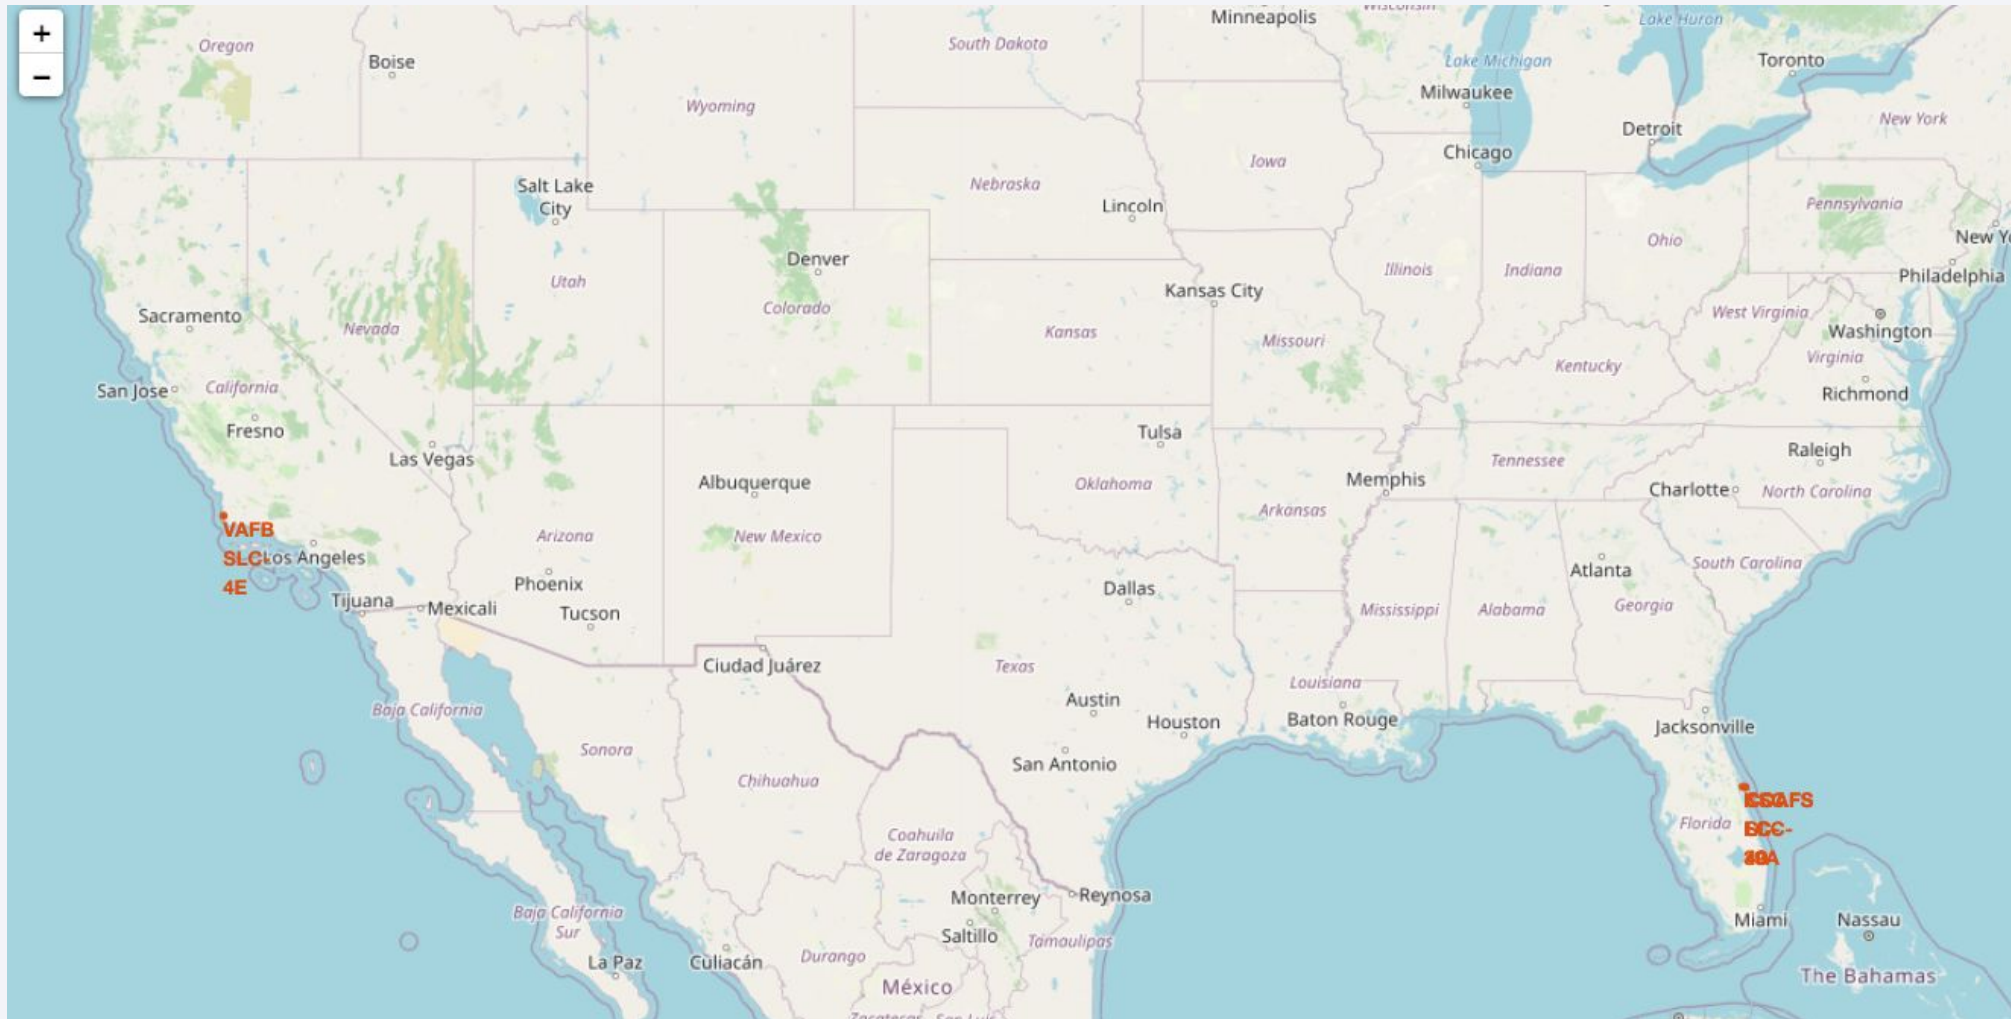 +
−
Oregon
Boise
Wyoming
South Dakota
Minneapolis
Wisconsin
Lake Huron
Toronto
Lake Michigan
Milwaukee
Detroit
New York
Chicago
Iowa
Nebraska
Lincoln
Salt Lake
City
Pennsylvania
Ohio
New Y
Philadelphia
Denver
Utah
Colorado
Illinois
Indiana
Kansas City
Kansas
Missouri
West Virginia
Washington
Virginia
Richmond
Kentucky
Sacramento
Nevada
San Jose
California
Fresno
Las Vegas
Tulsa
Oklahoma
Albuquerque
New Mexico
Arizona
Phoenix
Tucson
Memphis
Tennessee
Arkansas
Raleigh
Charlotte
North Carolina
South Carolina
Atlanta
Georgia
Alabama
Mississippi
VAFB
SLC-
4E
Los Angeles
Tijuana
Mexicali
Dallas
Ciudad Juárez
Texas
Louisiana
Baton Rouge
Austin
Houston
San Antonio
Jacksonville
Baja California
Sonora
Chihuahua
Coahuila
de Zaragoza
Florida
Monterrey
Reynosa
Saltillo
Tamaulipas
Miami
Nassau
The Bahamas
Baja California
Sur
La Paz
Culiacán
Durango
México